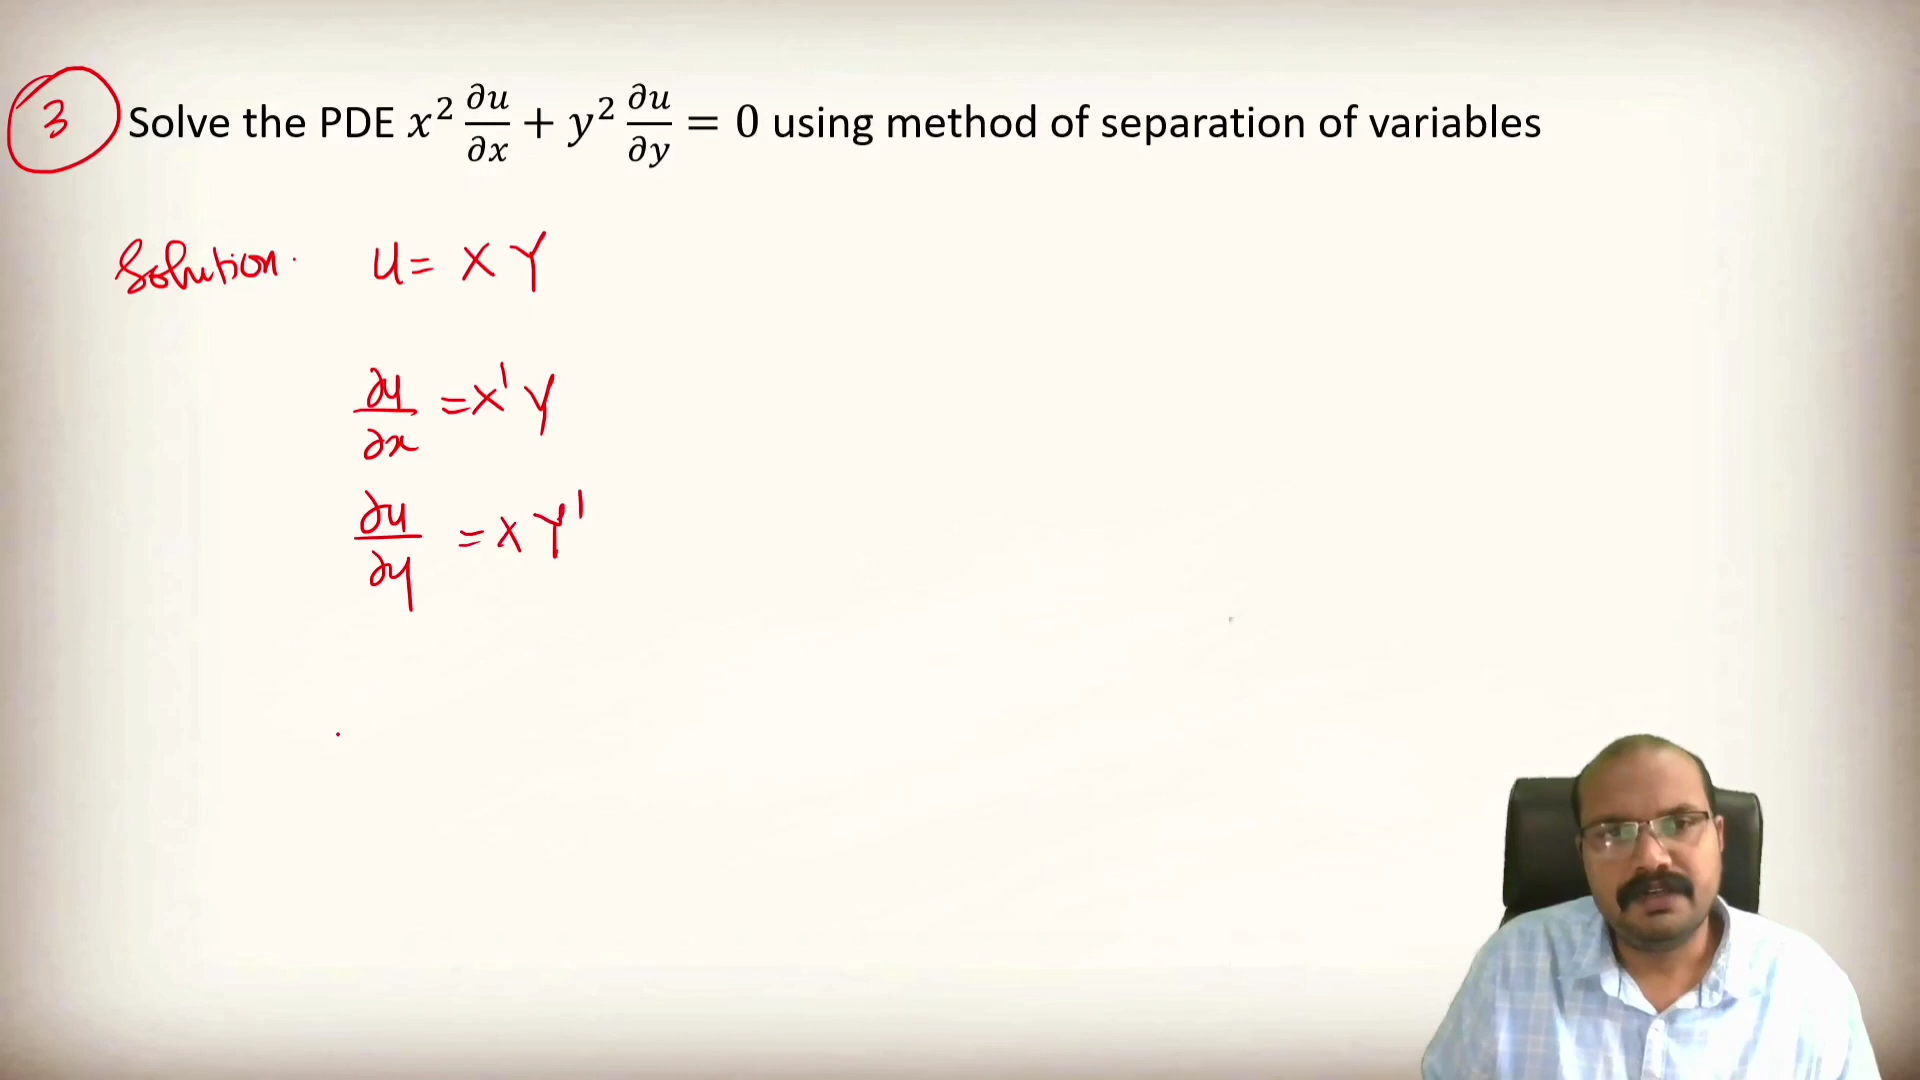 3 Solve the PDE x² ∂u/∂x + y² ∂u/∂y = 0 using method of separation of variables
Solution. u = X Y
∂u/∂x = X' Y
∂u/∂y = X Y'